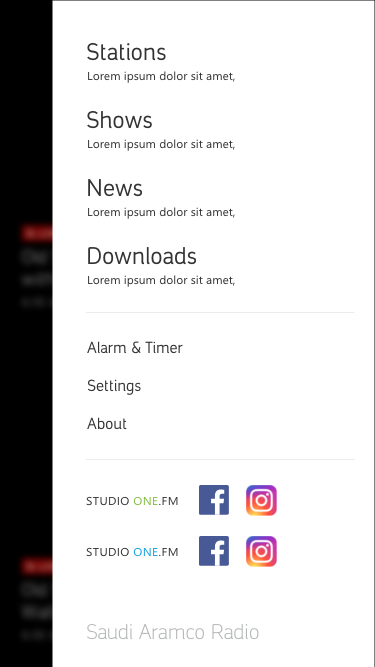 Stations
Lorem ipsum dolor sit amet,
Shows
Lorem ipsum dolor sit amet,
News
Lorem ipsum dolor sit amet,
Downloads
Lorem ipsum dolor sit amet,
Alarm & Timer
Settings
About
STUDIO ONE.FM
STUDIO ONE.FM
Saudi Aramco Radio